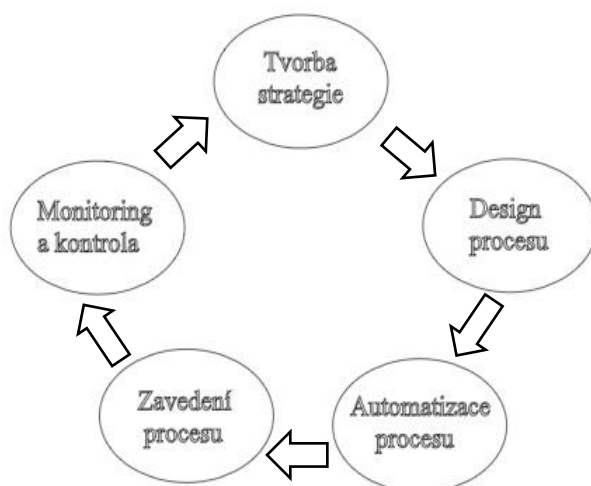 Tvorba
strategie
Design
procesu
Automatizace
procesu
Zavedení
procesu
Monitoring
a kontrola